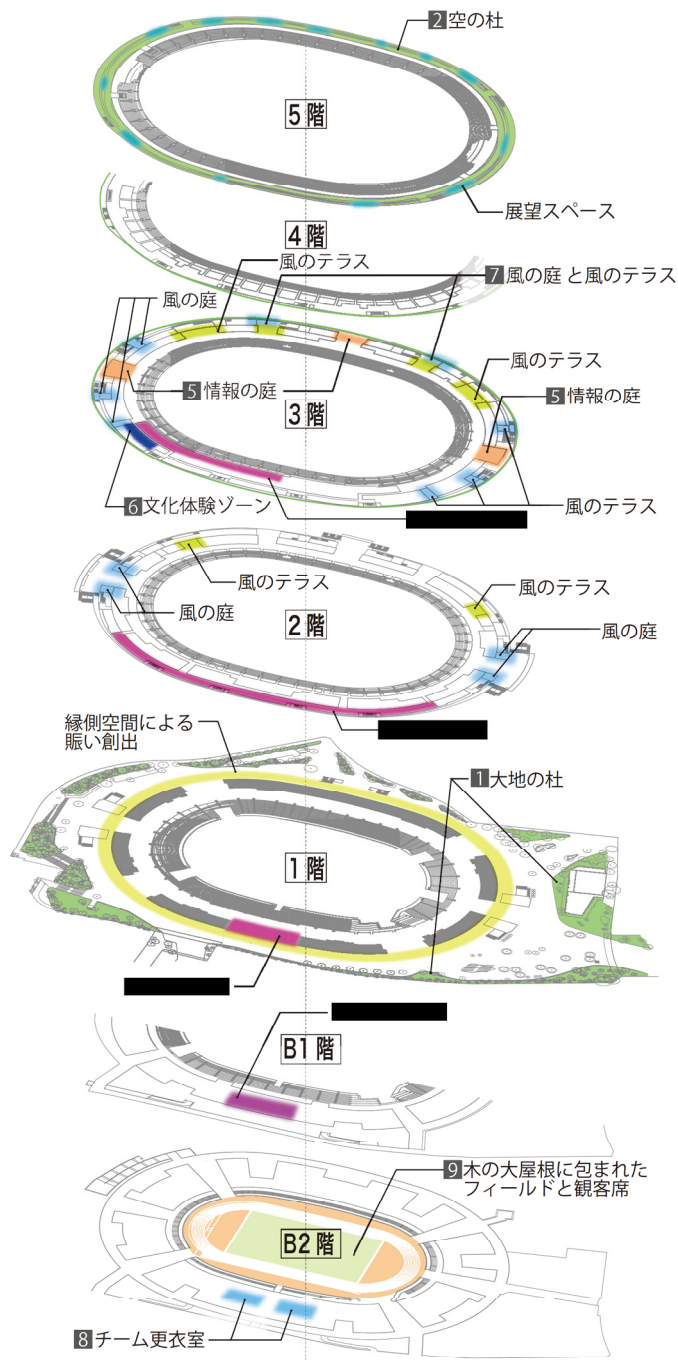 2 空の杜
5階
展望スペース
4階
風のテラス
7 風の庭 と風のテラス
風の庭
風のテラス
5 情報の庭
5 情報の庭
3階
6 文化体験ゾーン
風のテラス
風のテラス
風のテラス
風の庭
2階
風の庭
縁側空間による
賑い創出
1 大地の杜
1階
B1階
9 木の大屋根に包まれた
フィールドと観客席
B2階
8 チーム更衣室